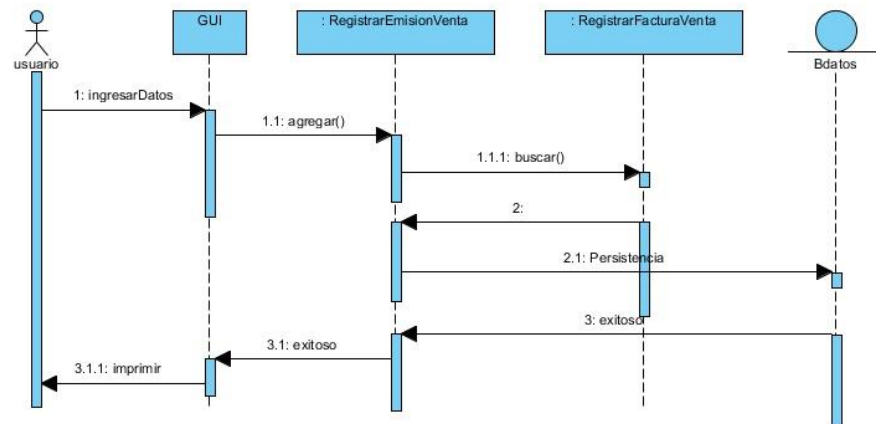 GUI
: RegistrarEmisionVenta
: RegistrarFacturaVenta
usuario
Bdatos
1: ingresarDatos
1.1: agregar()
1.1.1: buscar()
2:
2.1: Persistencia
3: exitoso
3.1: exitoso
3.1.1: imprimir